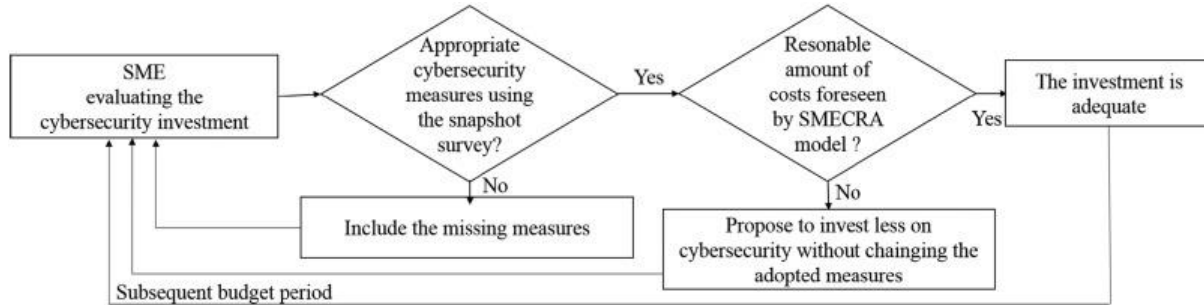 SME
evaluating the
cybersecurity investment
Appropriate
cybersecurity
measures using
the snapshot
survey?
Yes
No
Include the missing measures
Resonable
amount of
costs foreseen
by SMECRA
model ?
Yes
No
Propose to invest less on
cybersecurity without chainging the
adopted measures
The investment is
adequate
Subsequent budget period